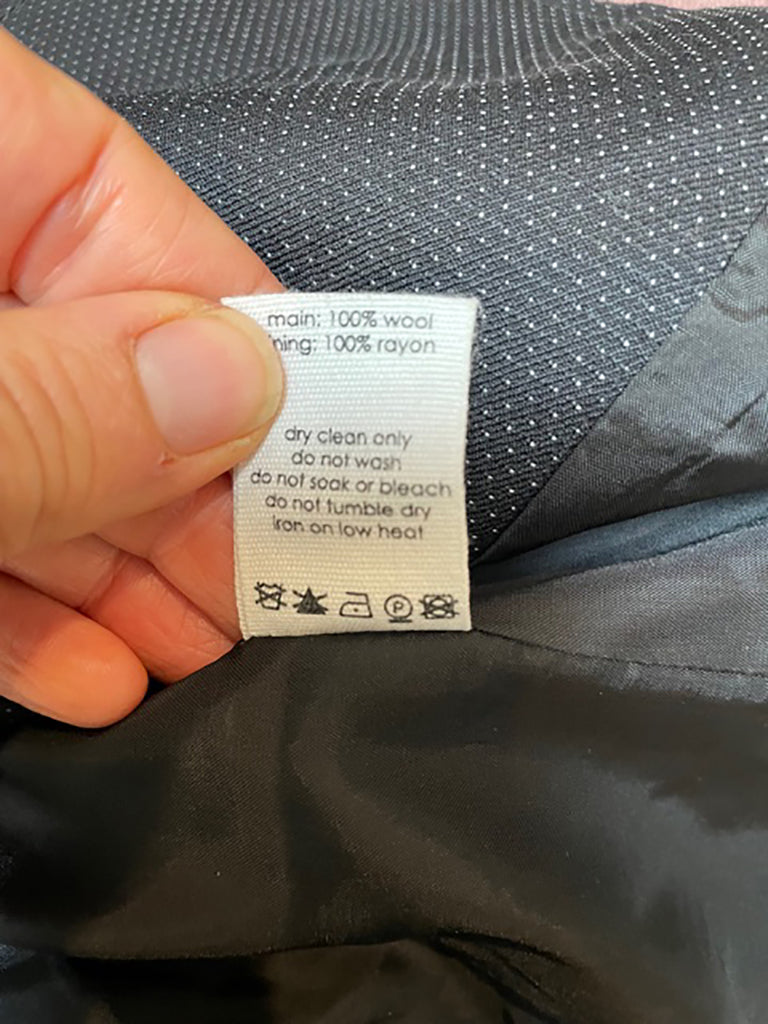 main: 100% wool
ining: 100% rayon
dry clean only
do not wash
do not soak or bleach
do not tumble dry
iron on low heat
P